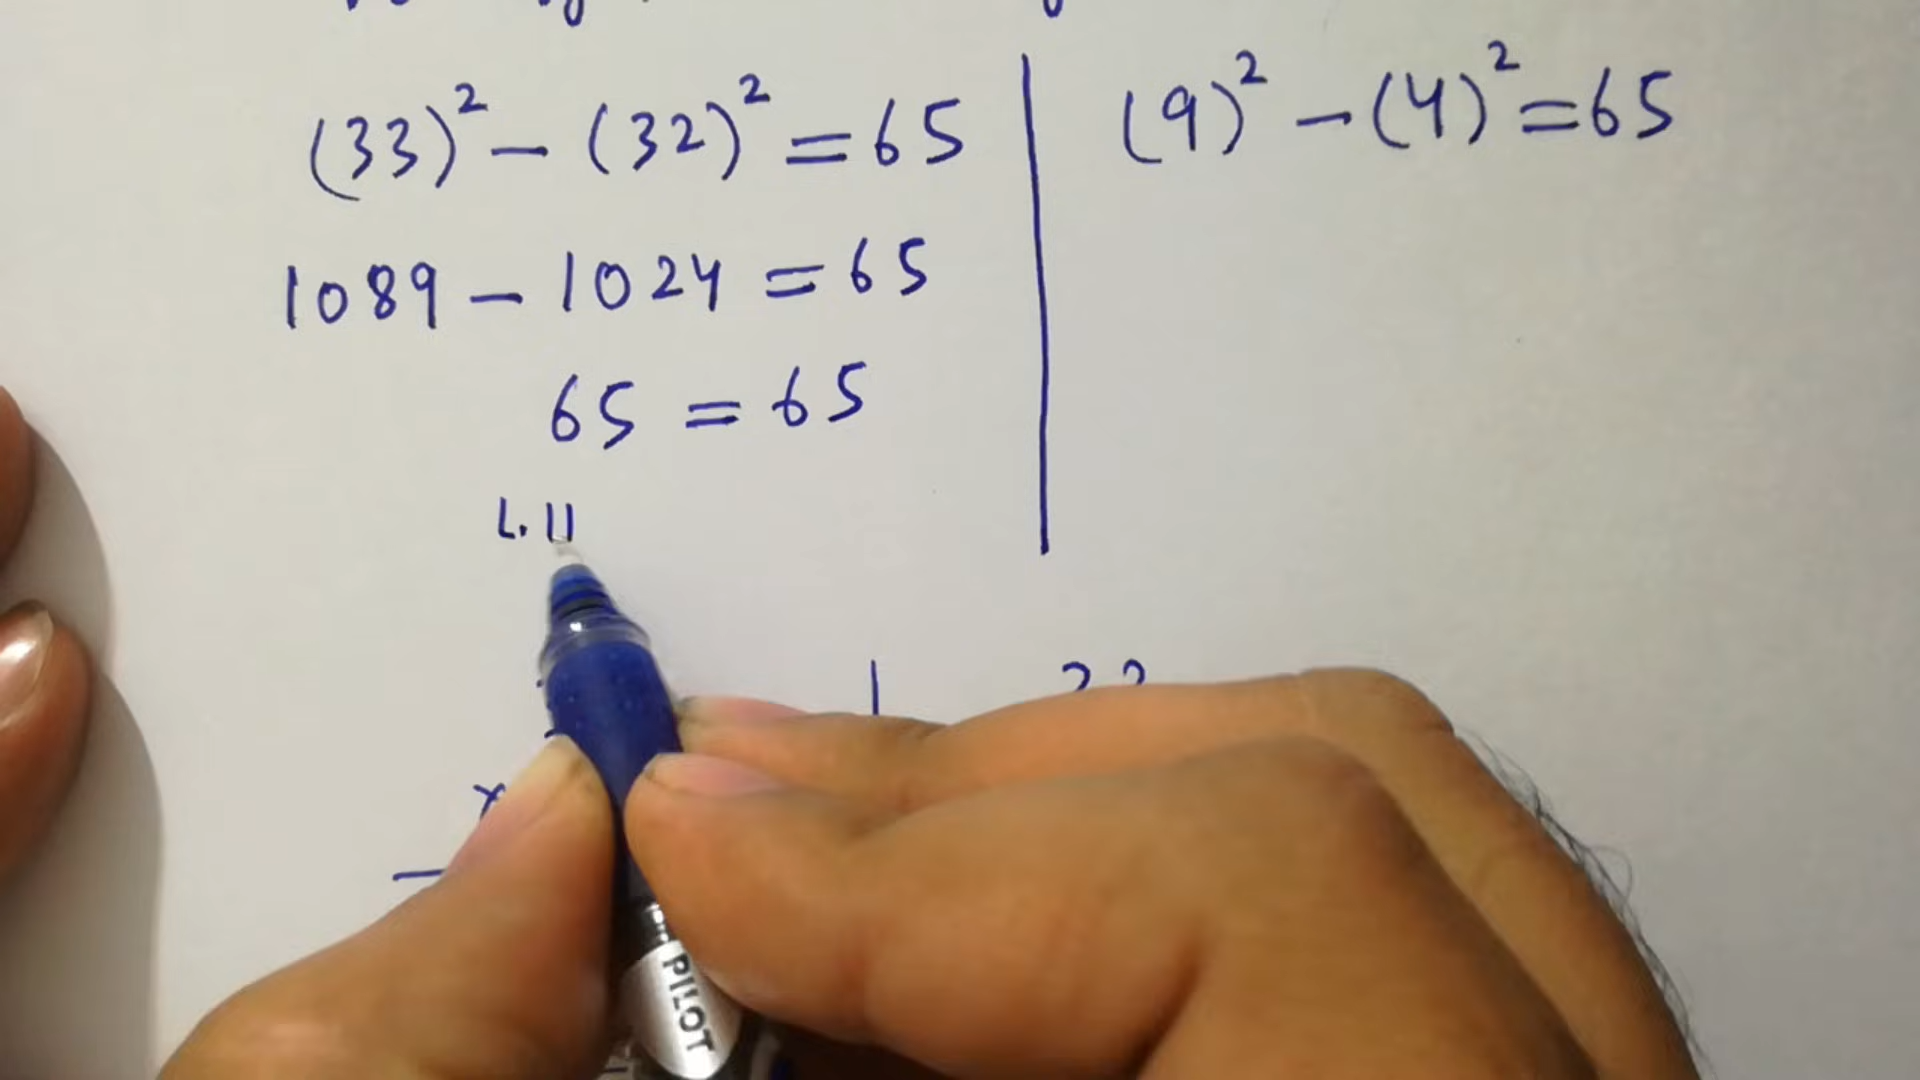 (33)² - (32)² = 65
1089 - 1024 = 65
65 = 65
L.
(9)² - (4)² = 65
PILOT